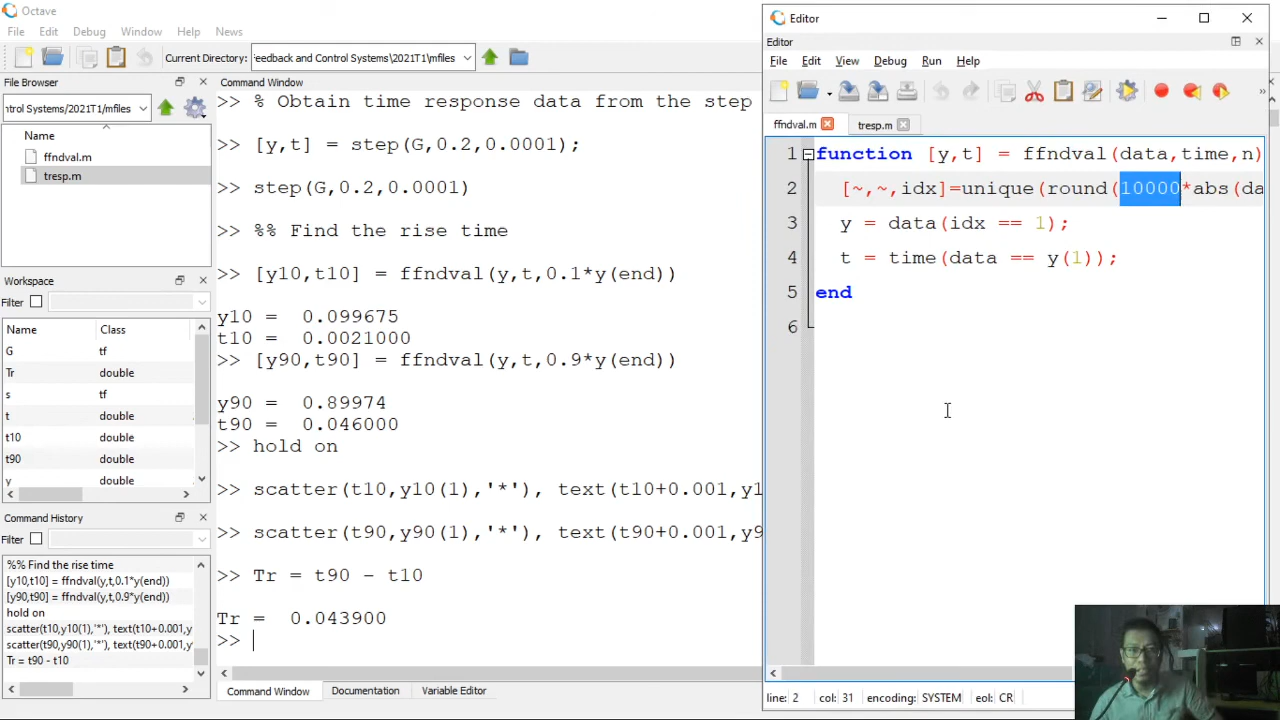 Octave
File Edit Debug Window Help News
Current Directory: Feedback and Control Systems\2021T1\mfiles
File Browser
ntrol Systems/2021T1/mfiles
Name
ffndval.m
tresp.m
Workspace
Filter
Name Class
G tf
Tr double
s tf
t double
t10 double
t90 double
y double
Command History
Filter
%% Find the rise time
[y10,t10] = ffndval(y,t,0.1*y(end))
[y90,t90] = ffndval(y,t,0.9*y(end))
hold on
scatter(t10,y10(1),'*'), text(t10+0.001,y
scatter(t90,y90(1),'*'), text(t90+0.001,y
Tr = t90 - t10
Command Window
>> % Obtain time response data from the step
>> [y,t] = step(G,0.2,0.0001);
>> step(G,0.2,0.0001)
>> %% Find the rise time
>> [y10,t10] = ffndval(y,t,0.1*y(end))
y10 = 0.099675
t10 = 0.0021000
>> [y90,t90] = ffndval(y,t,0.9*y(end))
y90 = 0.89974
t90 = 0.046000
>> hold on
>> scatter(t10,y10(1),'*'), text(t10+0.001,y1
>> scatter(t90,y90(1),'*'), text(t90+0.001,y9
>> Tr = t90 - t10
Tr = 0.043900
>>
Command Window Documentation Variable Editor
Editor
Editor
File Edit View Debug Run Help
ffndval.m tresp.m
1 function [y,t] = ffndval(data,time,n)
2 [~,~,idx]=unique(round(10000*abs(da
3 y = data(idx == 1);
4 t = time(data == y(1));
5 end
6
line: 2 col: 31 encoding: SYSTEM eol: CR